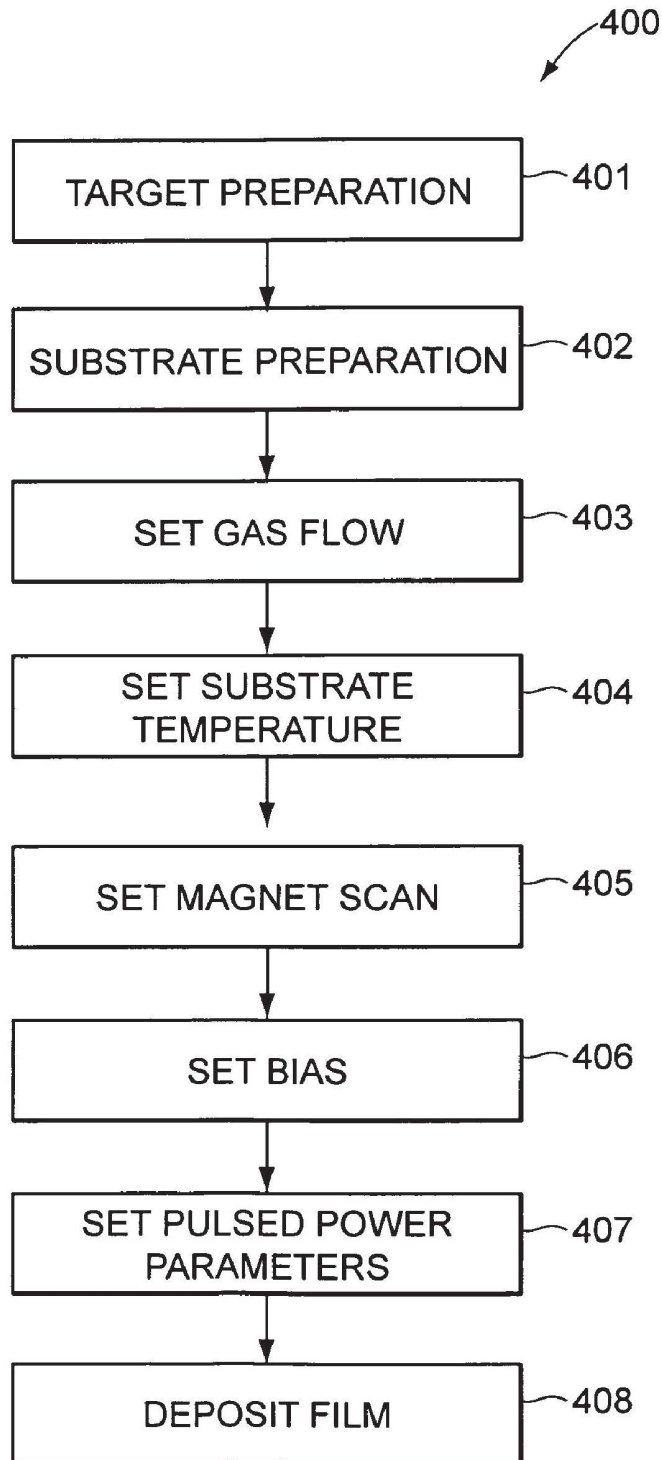 400
TARGET PREPARATION
401
SUBSTRATE PREPARATION
402
SET GAS FLOW
403
SET SUBSTRATE
TEMPERATURE
404
SET MAGNET SCAN
405
SET BIAS
406
SET PULSED POWER
PARAMETERS
407
DEPOSIT FILM
408